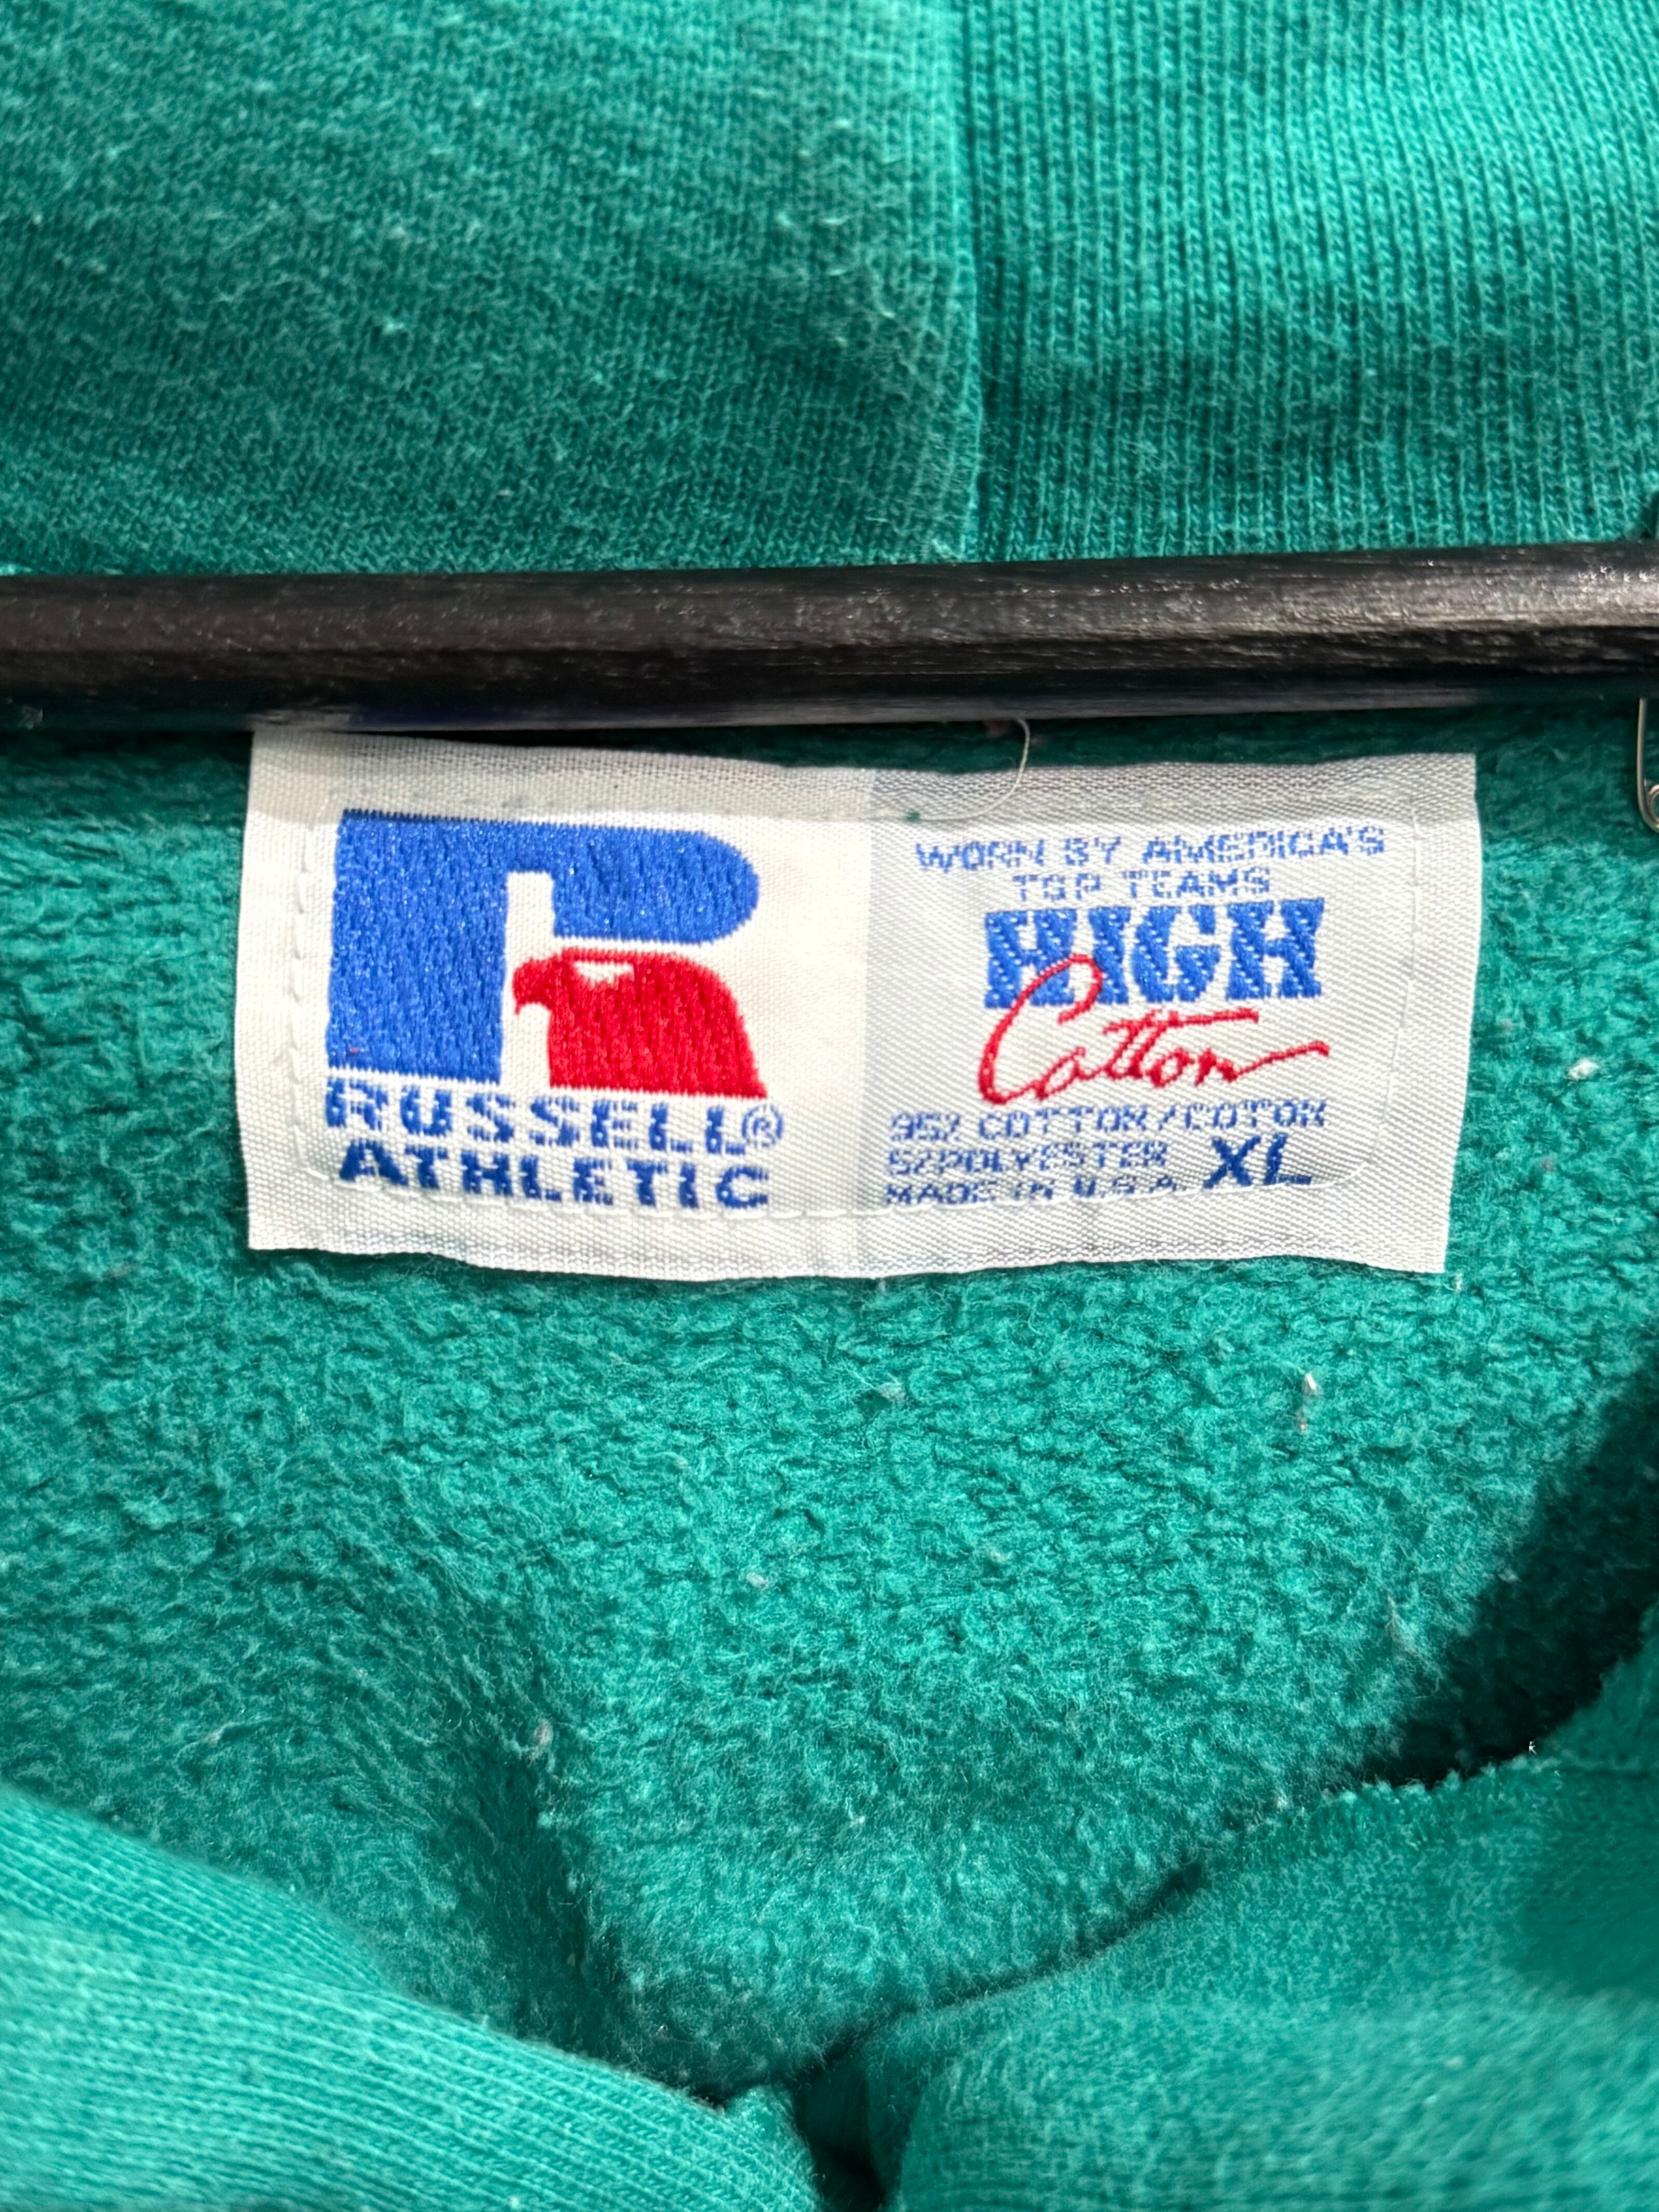 RUSSELL®
ATHLETIC
WORN BY AMERICA'S
TOP TEAMS
HIGH
Cotton
95% COTTON/COTON
5%POLYESTER XL
MADE IN U.S.A.